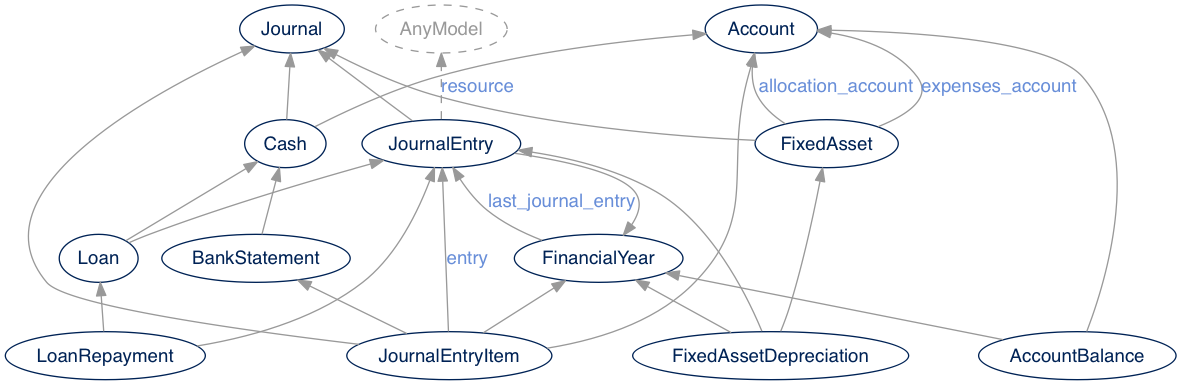 Journal
AnyModel
Account
resource
allocation_account
expenses_account
Cash
JournalEntry
FixedAsset
last_journal_entry
Loan
BankStatement
entry
FinancialYear
LoanRepayment
JournalEntryItem
FixedAssetDepreciation
AccountBalance